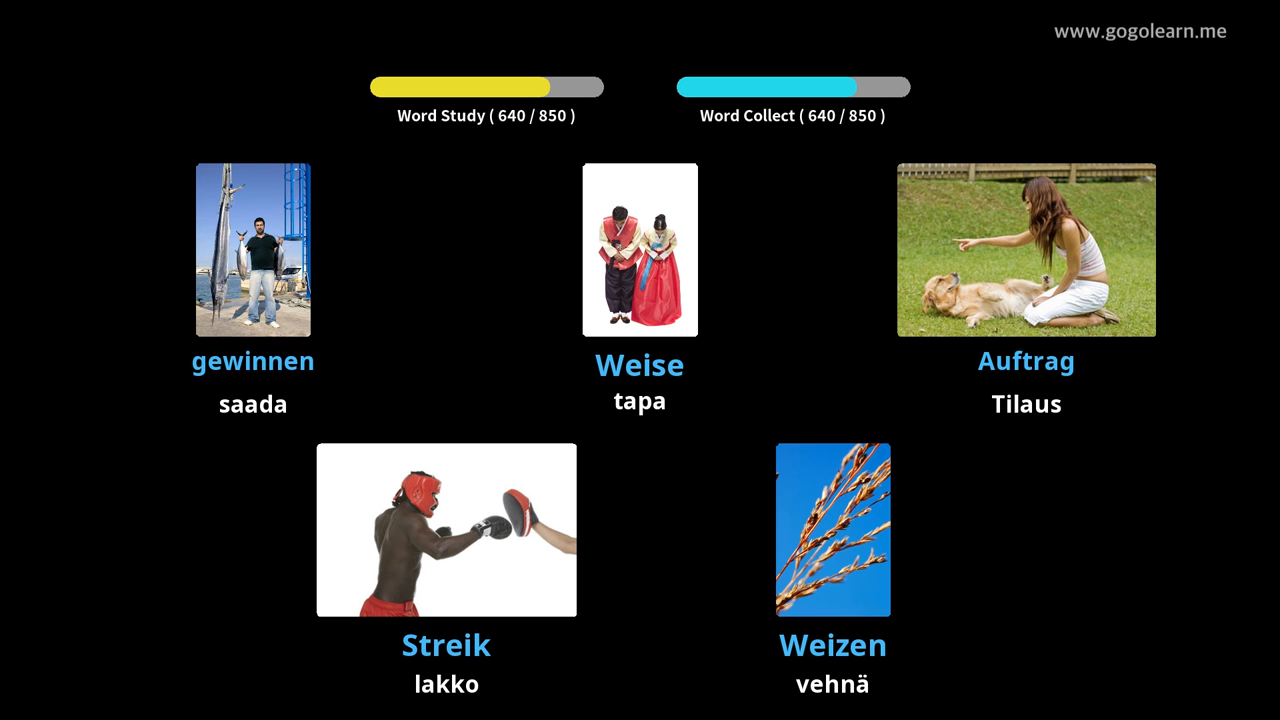 www.gogolearn.me
Word Study ( 640 / 850 )
Word Collect ( 640 / 850 )
gewinnen
saada
Weise
tapa
Auftrag
Tilaus
Streik
lakko
Weizen
vehnä